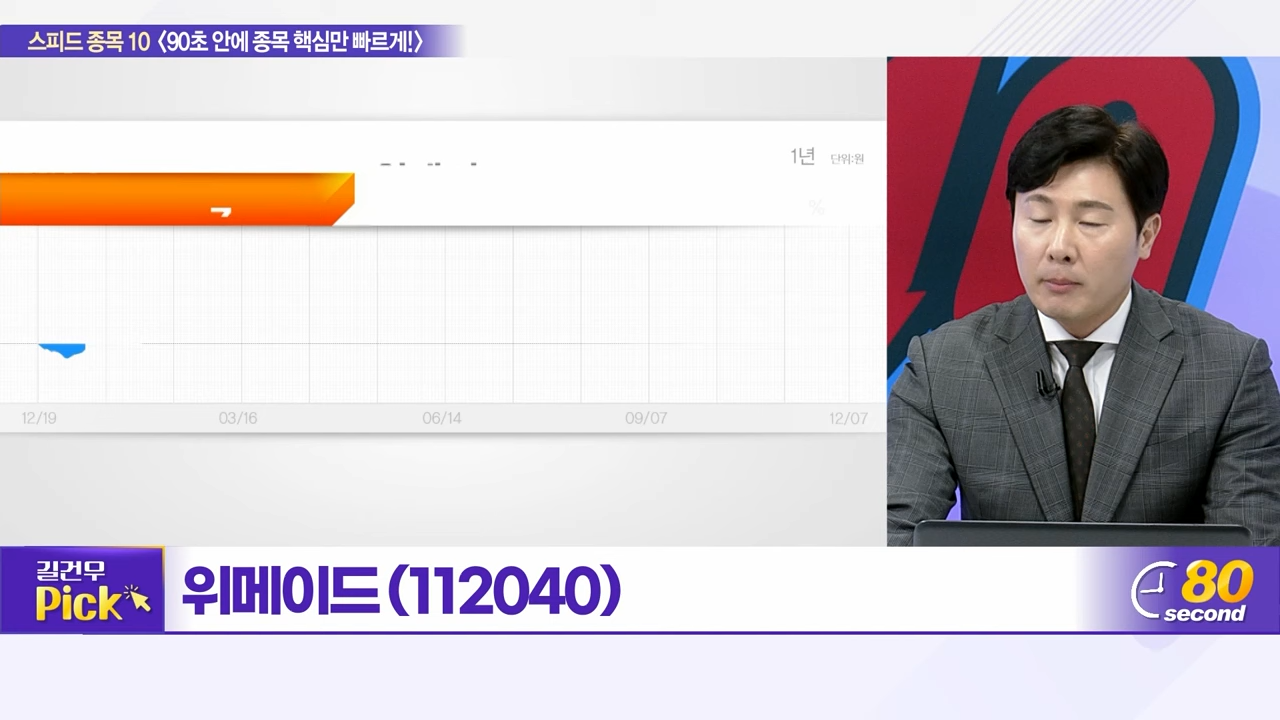 스피드 종목 10 <90초 안에 종목 핵심만 빠르게!>
1년 단위:원
%
12/19 03/16 06/14 09/07 12/07
길건무
Pick
위메이드(112040)
80
second